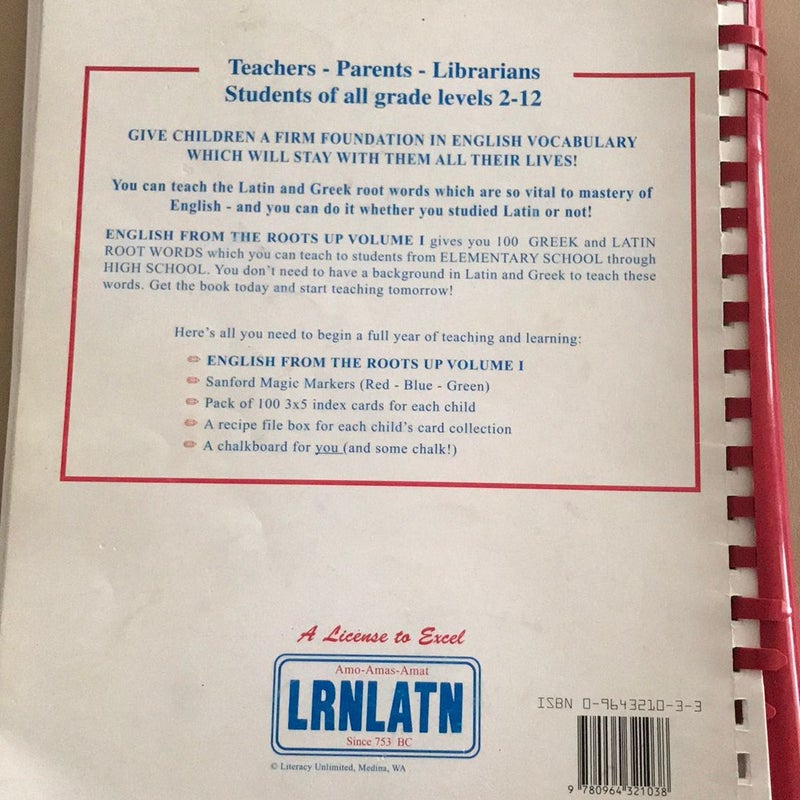 Teachers - Parents - Librarians
Students of all grade levels 2-12
GIVE CHILDREN A FIRM FOUNDATION IN ENGLISH VOCABULARY
WHICH WILL STAY WITH THEM ALL THEIR LIVES!
You can teach the Latin and Greek root words which are so vital to mastery of
English - and you can do it whether you studied Latin or not!
ENGLISH FROM THE ROOTS UP VOLUME I gives you 100 GREEK and LATIN
ROOT WORDS which you can teach to students from ELEMENTARY SCHOOL through
HIGH SCHOOL. You don't need to have a background in Latin and Greek to teach these
words. Get the book today and start teaching tomorrow!
Here's all you need to begin a full year of teaching and learning:
ENGLISH FROM THE ROOTS UP VOLUME I
Sanford Magic Markers (Red - Blue - Green)
Pack of 100 3x5 index cards for each child
A recipe file box for each child's card collection
A chalkboard for you (and some chalk!)
A License to Excel
Amo-Amas-Amat
LRNLATN
Since 753 BC
© Literacy Unlimited, Medina, WA
ISBN 0-9643210-3-3
9 780964 321038